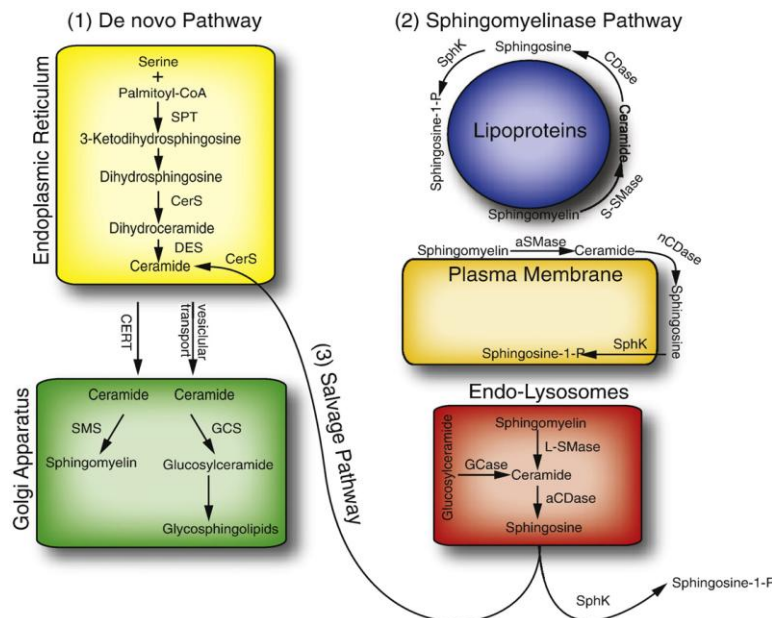 (1) De novo Pathway
Endoplasmic Reticulum
Serine
+
Palmitoyl-CoA
SPT
3-Ketodihydrosphingosine
Dihydrosphingosine
CerS
Dihydroceramide
DES
Ceramide
CerS
CERT
vesiclular
transport
Golgi Apparatus
Ceramide
Ceramide
SMS
GCS
Sphingomyelin
Glucosylceramide
Glycosphingolipids
(3) Salvage Pathway
(2) Sphingomyelinase Pathway
Sphingosine
SphK
CDase
Sphingosine-1-P
Lipoproteins
Ceramide
Sphingomyelin
S-SMase
Sphingomyelin
aSMase
Ceramide
nCDase
Plasma Membrane
Sphingosine
Sphingosine-1-P
SphK
Endo-Lysosomes
Sphingomyelin
L-SMase
Glucosylceramide
GCase
Ceramide
aCDase
Sphingosine
SphK
Sphingosine-1-P